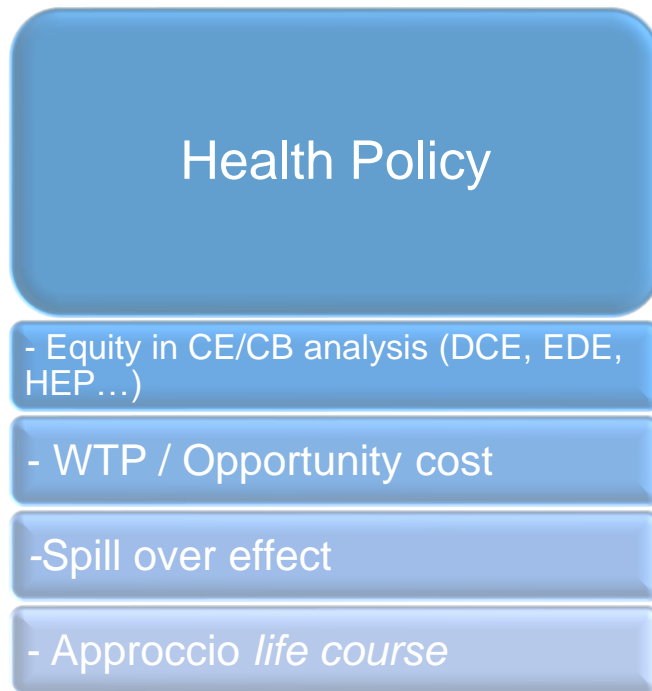 Health Policy
- Equity in CE/CB analysis (DCE, EDE,
HEP…)
- WTP / Opportunity cost
-Spill over effect
- Approccio life course